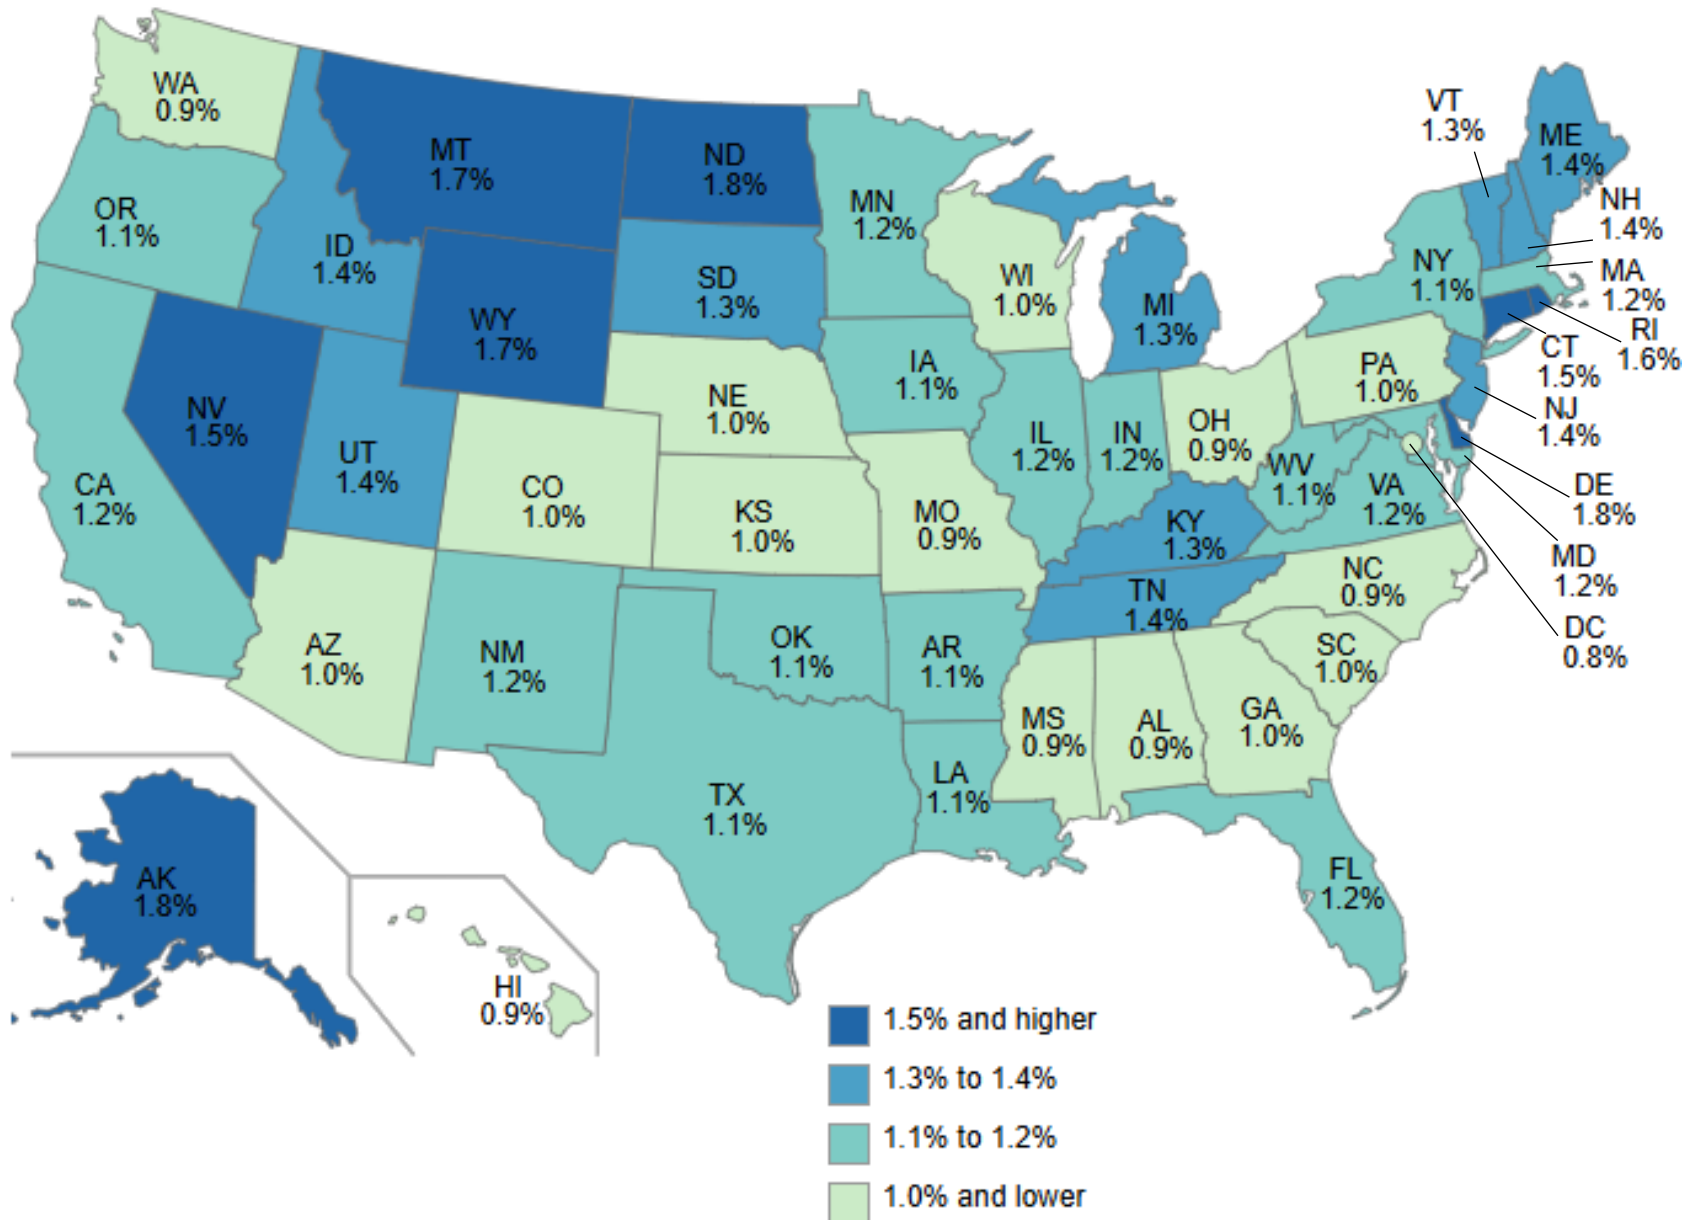 WA
0.9%
MT
1.7%
ND
1.8%
VT
1.3%
ME
1.4%
OR
1.1%
ID
1.4%
MN
1.2%
NH
1.4%
SD
1.3%
WI
1.0%
MI
1.3%
NY
1.1%
MA
1.2%
WY
1.7%
RI
1.6%
CT
1.5%
IA
1.1%
PA
1.0%
NV
1.5%
NE
1.0%
NJ
1.4%
UT
1.4%
IL
1.2%
IN
1.2%
OH
0.9%
WV
1.1%
CA
1.2%
CO
1.0%
KS
1.0%
MO
0.9%
KY
1.3%
VA
1.2%
DE
1.8%
MD
1.2%
TN
1.4%
NC
0.9%
DC
0.8%
AZ
1.0%
NM
1.2%
OK
1.1%
AR
1.1%
SC
1.0%
MS
0.9%
AL
0.9%
GA
1.0%
TX
1.1%
LA
1.1%
FL
1.2%
AK
1.8%
HI
0.9%
1.5% and higher
1.3% to 1.4%
1.1% to 1.2%
1.0% and lower